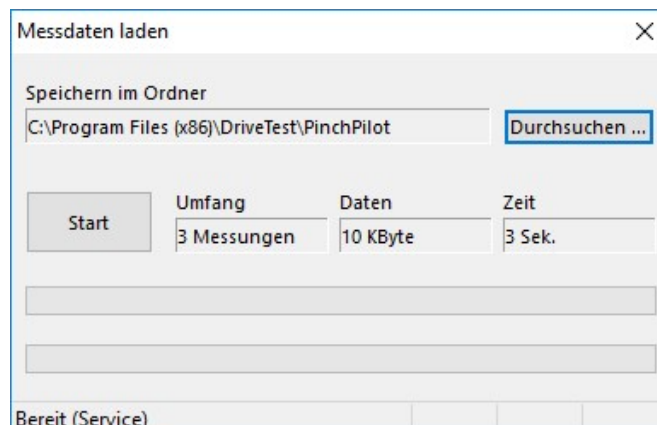 Messdaten laden
Speichern im Ordner
C:\Program Files (x86)\DriveTest\PinchPilot
Durchsuchen ...
Umfang Daten Zeit
Start 3 Messungen 10 KByte 3 Sek.
Bereit (Service)